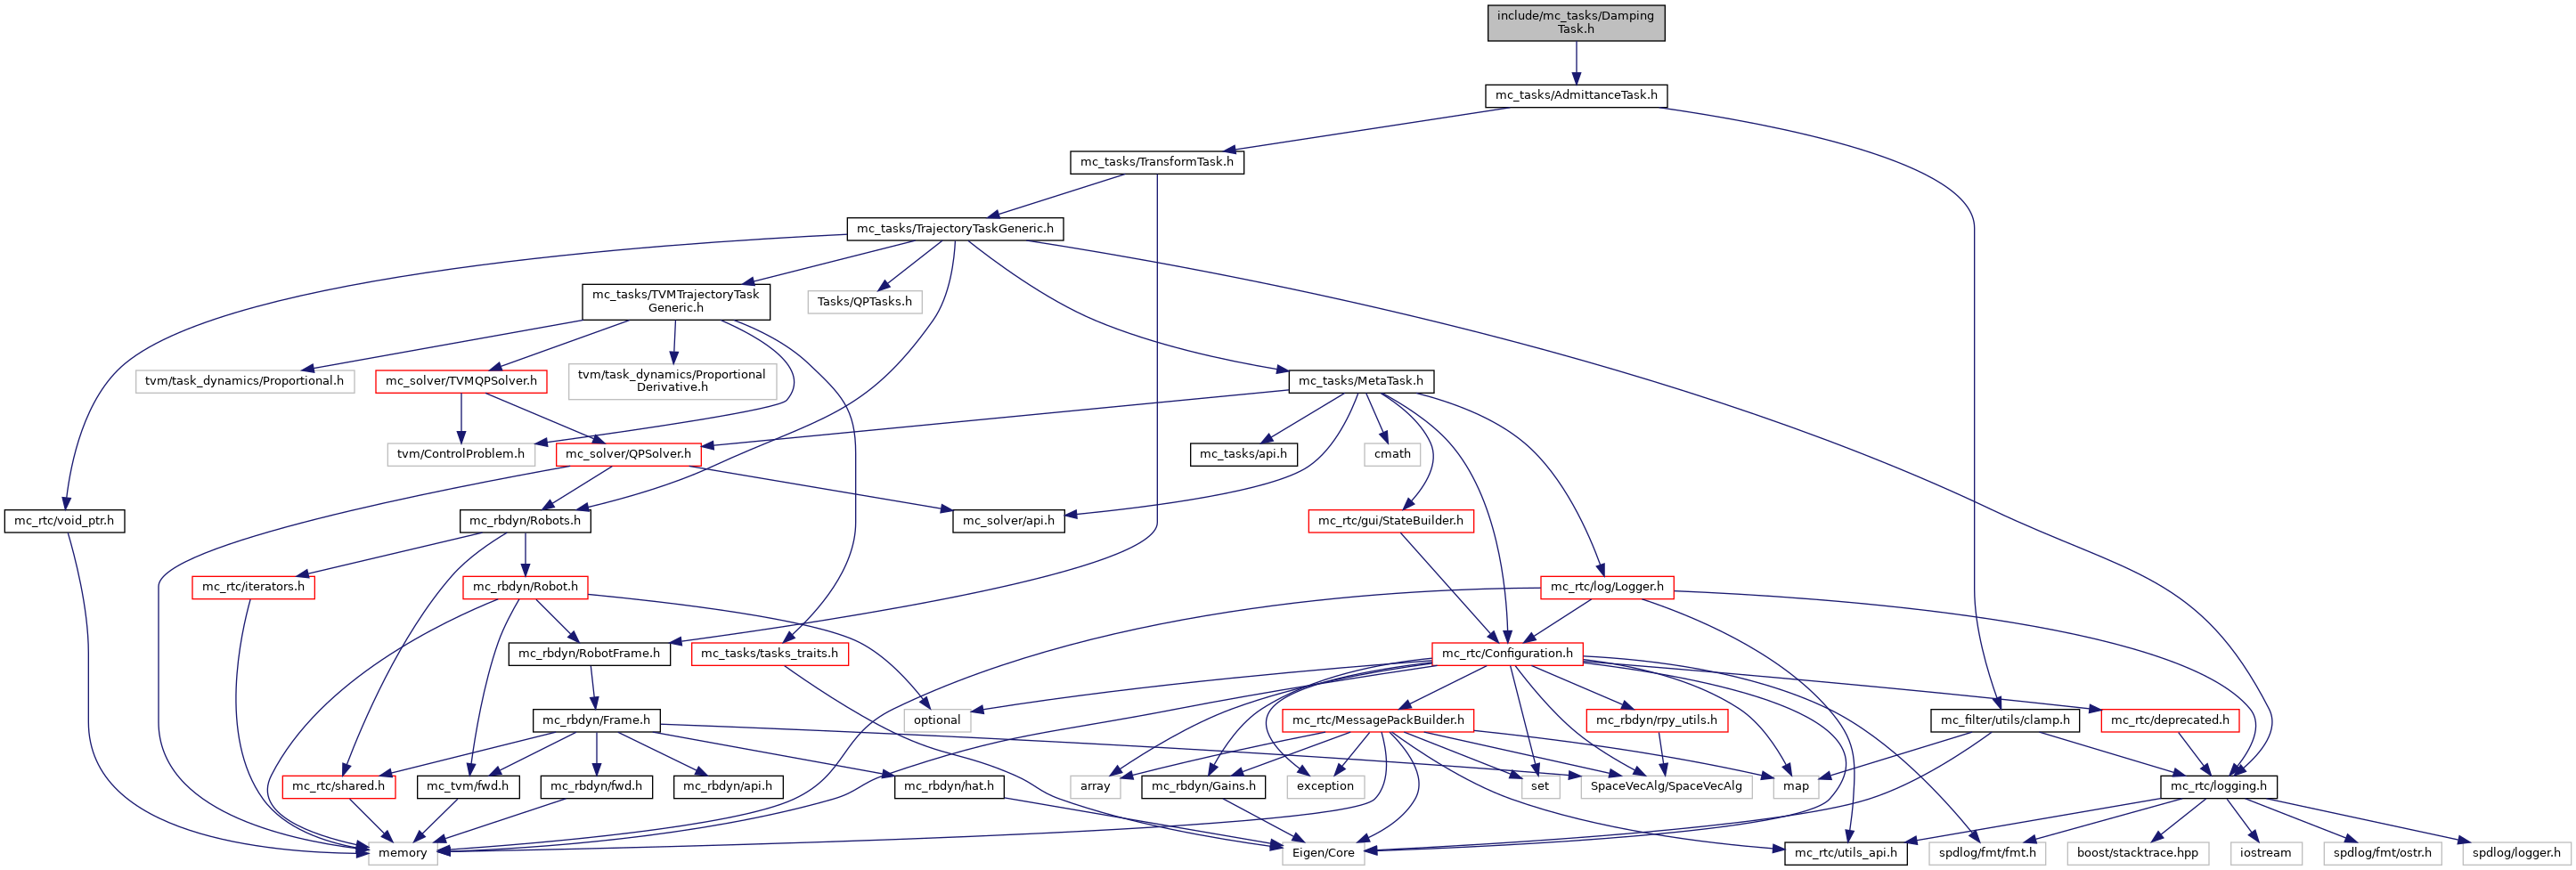 include/mc_tasks/Damping
Task.h
mc_tasks/AdmittanceTask.h
mc_tasks/TransformTask.h
mc_tasks/TrajectoryTaskGeneric.h
mc_tasks/TVMTrajectoryTask
Generic.h
Tasks/QPTasks.h
tvm/task_dynamics/Proportional.h
mc_solver/TVMQPSolver.h
tvm/task_dynamics/Proportional
Derivative.h
mc_tasks/MetaTask.h
tvm/ControlProblem.h
mc_solver/QPSolver.h
mc_tasks/api.h
cmath
mc_rtc/void_ptr.h
mc_rbdyn/Robots.h
mc_solver/api.h
mc_rtc/gui/StateBuilder.h
mc_rtc/iterators.h
mc_rbdyn/Robot.h
mc_rtc/log/Logger.h
mc_rbdyn/RobotFrame.h
mc_tasks/tasks_traits.h
mc_rtc/Configuration.h
mc_rbdyn/Frame.h
optional
mc_rtc/MessagePackBuilder.h
mc_rbdyn/rpy_utils.h
mc_filter/utils/clamp.h
mc_rtc/deprecated.h
mc_rtc/shared.h
mc_tvm/fwd.h
mc_rbdyn/fwd.h
mc_rbdyn/api.h
mc_rbdyn/hat.h
array
mc_rbdyn/Gains.h
exception
set
SpaceVecAlg/SpaceVecAlg
map
mc_rtc/logging.h
memory
Eigen/Core
mc_rtc/utils_api.h
spdlog/fmt/fmt.h
boost/stacktrace.hpp
iostream
spdlog/fmt/ostr.h
spdlog/logger.h